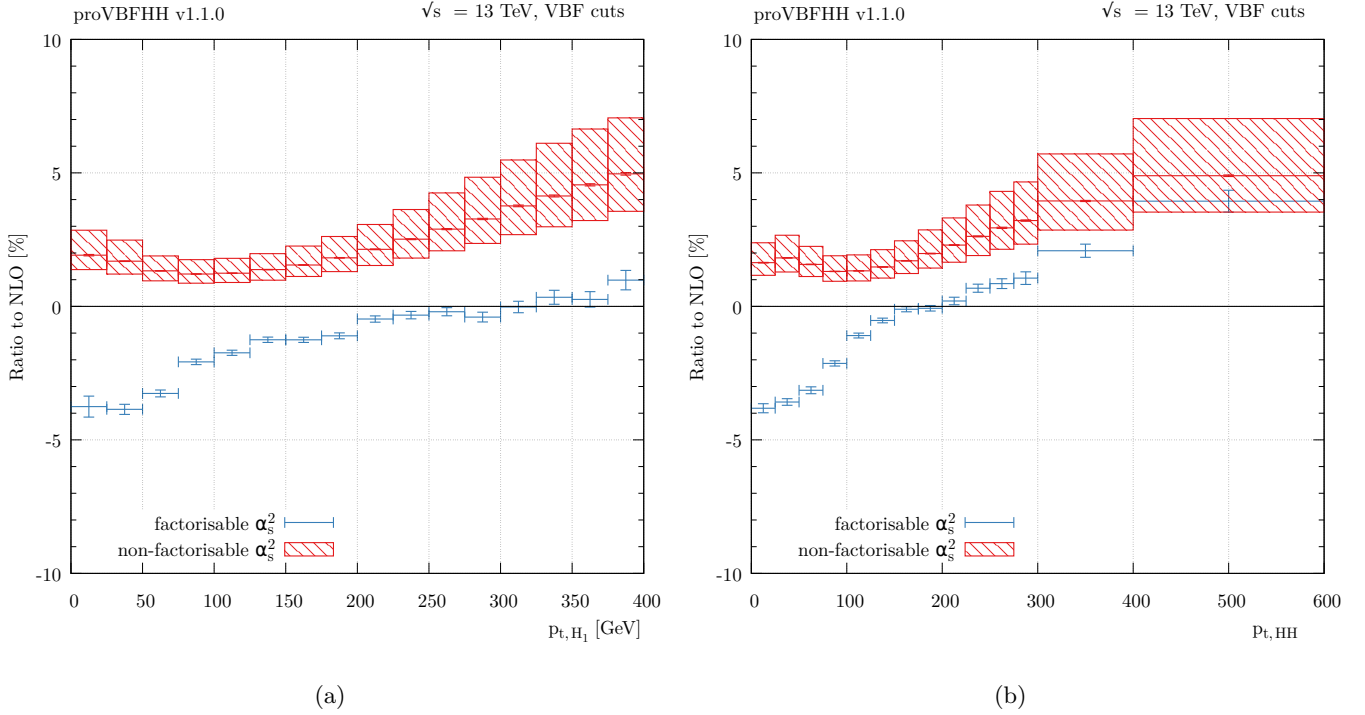 proVBFHH v1.1.0
√s = 13 TeV, VBF cuts
10
5
0
-5
-10
Ratio to NLO [%]
factorisable α_s^2
non-factorisable α_s^2
0 50 100 150 200 250 300 350 400
p_{t,H_1} [GeV]
(a)
proVBFHH v1.1.0
√s = 13 TeV, VBF cuts
10
5
0
-5
-10
Ratio to NLO [%]
factorisable α_s^2
non-factorisable α_s^2
0 100 200 300 400 500 600
p_{t,HH}
(b)